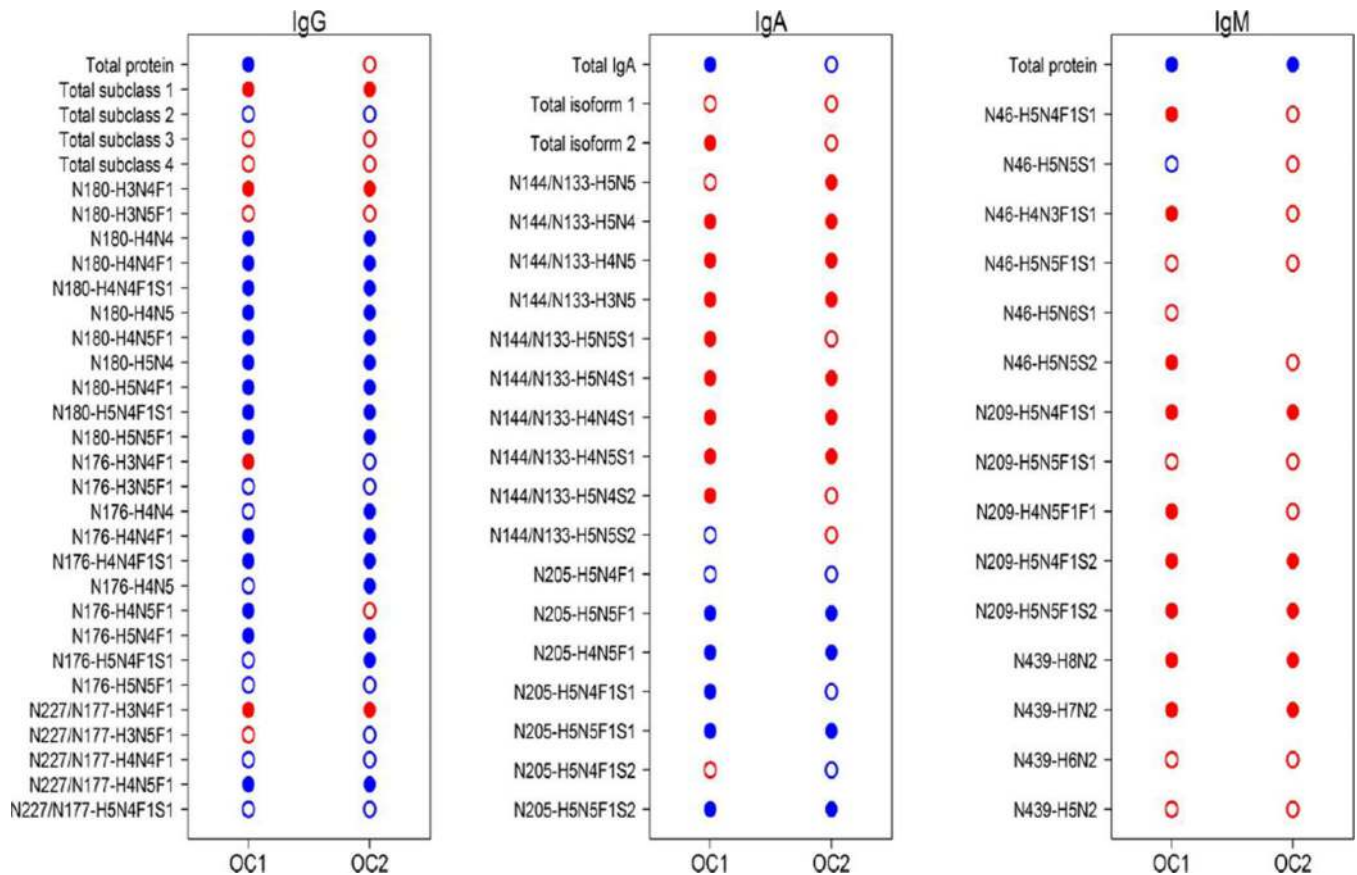 IgG
Total protein
Total subclass 1
Total subclass 2
Total subclass 3
Total subclass 4
N180-H3N4F1
N180-H3N5F1
N180-H4N4
N180-H4N4F1
N180-H4N4F1S1
N180-H4N5
N180-H4N5F1
N180-H5N4
N180-H5N4F1
N180-H5N4F1S1
N180-H5N5F1
N176-H3N4F1
N176-H3N5F1
N176-H4N4
N176-H4N4F1
N176-H4N4F1S1
N176-H4N5
N176-H4N5F1
N176-H5N4F1
N176-H5N4F1S1
N176-H5N5F1
N227/N177-H3N4F1
N227/N177-H3N5F1
N227/N177-H4N4F1
N227/N177-H4N5F1
N227/N177-H5N4F1S1
OC1 OC2
IgA
Total IgA
Total isoform 1
Total isoform 2
N144/N133-H5N5
N144/N133-H5N4
N144/N133-H4N5
N144/N133-H3N5
N144/N133-H5N5S1
N144/N133-H5N4S1
N144/N133-H4N4S1
N144/N133-H4N5S1
N144/N133-H5N4S2
N144/N133-H5N5S2
N205-H5N4F1
N205-H5N5F1
N205-H4N5F1
N205-H5N4F1S1
N205-H5N5F1S1
N205-H5N4F1S2
N205-H5N5F1S2
OC1 OC2
IgM
Total protein
N46-H5N4F1S1
N46-H5N5S1
N46-H4N3F1S1
N46-H5N5F1S1
N46-H5N6S1
N46-H5N5S2
N209-H5N4F1S1
N209-H5N5F1S1
N209-H4N5F1F1
N209-H5N4F1S2
N209-H5N5F1S2
N439-H8N2
N439-H7N2
N439-H6N2
N439-H5N2
OC1 OC2